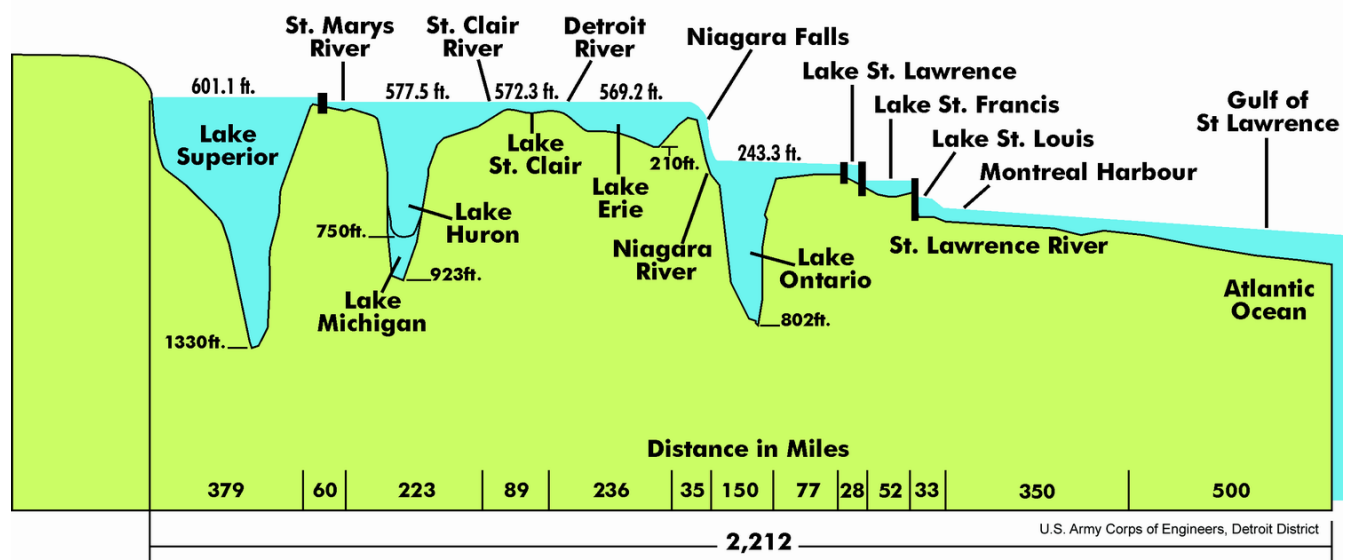 St. Marys
River
St. Clair
River
Detroit
River
Niagara Falls
Lake St. Lawrence
Lake St. Francis
Lake St. Louis
Montreal Harbour
Gulf of
St Lawrence
601.1 ft.
577.5 ft.
572.3 ft.
569.2 ft.
243.3 ft.
Lake
Superior
Lake
St. Clair
210ft.
Lake
Erie
Lake
Huron
750ft.
923ft.
Lake
Michigan
1330ft.
Niagara
River
Lake
Ontario
802ft.
St. Lawrence River
Atlantic
Ocean
Distance in Miles
379 60 223 89 236 35 150 77 28 52 33 350 500
U.S. Army Corps of Engineers, Detroit District
2,212